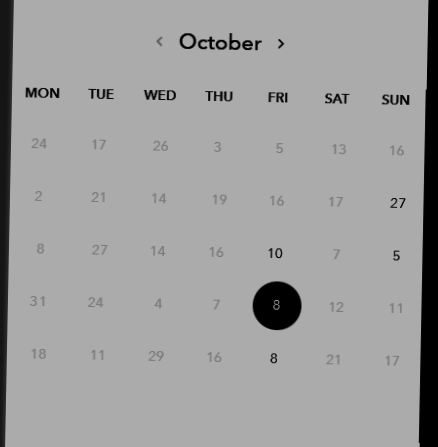 ‹ October ›
MON TUE WED THU FRI SAT SUN
24 17 26 3 5 13 16
2 21 14 19 16 17 27
8 27 14 16 10 7 5
31 24 4 7 8 12 11
18 11 29 16 8 21 17